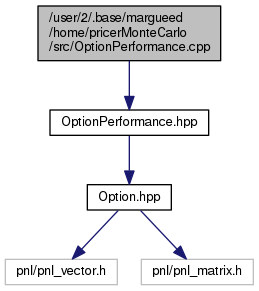 /user/2/.base/margueed
/home/pricerMonteCarlo
/src/OptionPerformance.cpp
OptionPerformance.hpp
Option.hpp
pnl/pnl_vector.h
pnl/pnl_matrix.h